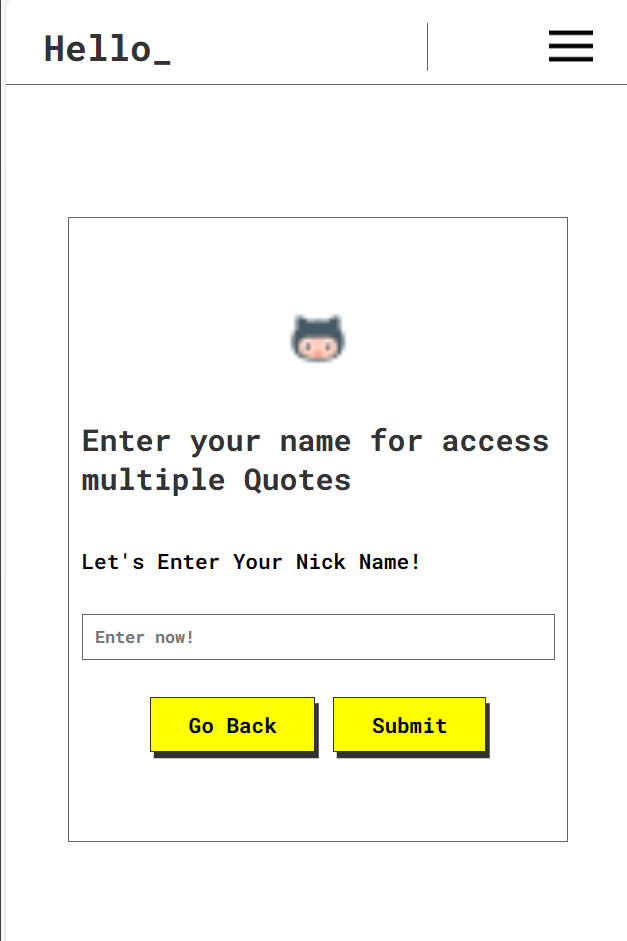 Hello_
Enter your name for access
multiple Quotes
Let's Enter Your Nick Name!
Enter now!
Go Back
Submit